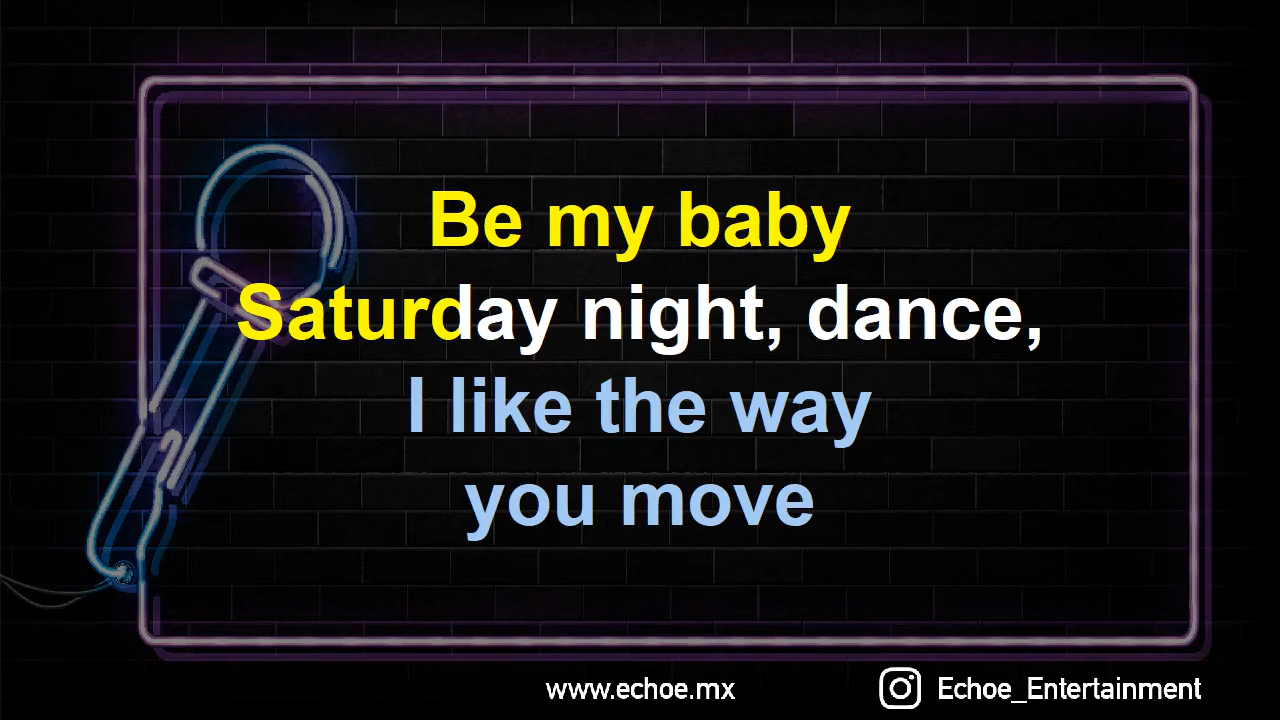 Be my baby
Saturday night, dance,
I like the way
you move
www.echoe.mx
Echoe_Entertainment